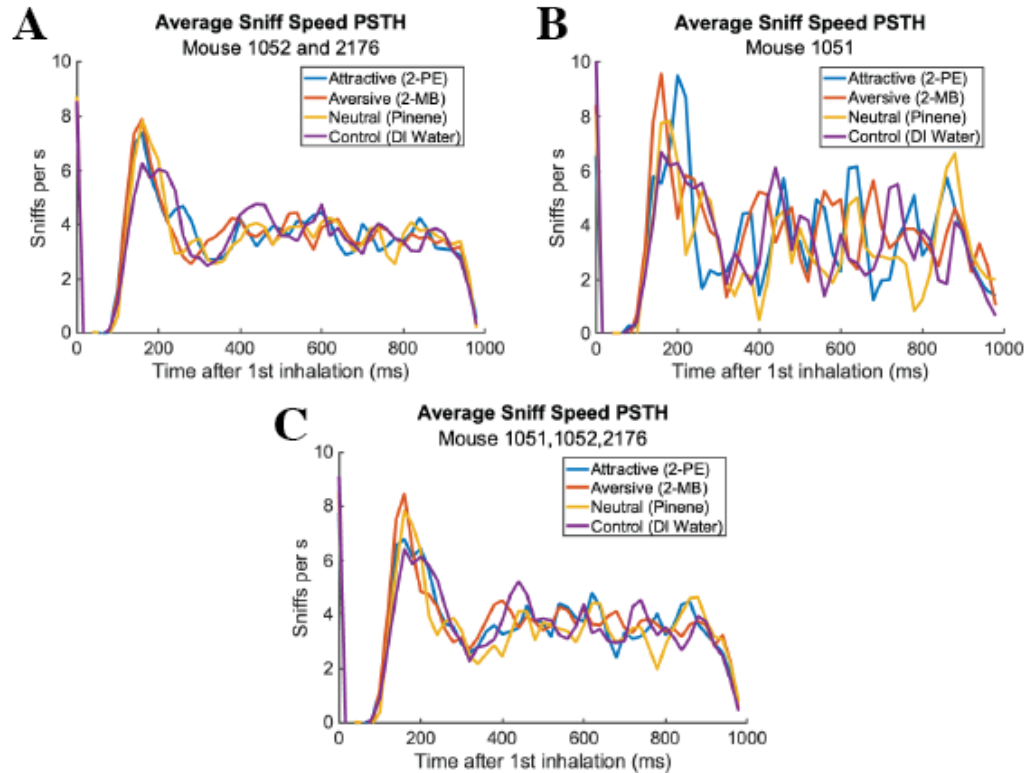 A
Average Sniff Speed PSTH
Mouse 1052 and 2176
10
8
6
4
2
0
Sniffs per s
Attractive (2-PE)
Aversive (2-MB)
Neutral (Pinene)
Control (DI Water)
0 200 400 600 800 1000
Time after 1st inhalation (ms)
B
Average Sniff Speed PSTH
Mouse 1051
10
8
6
4
2
0
Sniffs per s
Attractive (2-PE)
Aversive (2-MB)
Neutral (Pinene)
Control (DI Water)
0 200 400 600 800 1000
Time after 1st inhalation (ms)
C
Average Sniff Speed PSTH
Mouse 1051,1052,2176
10
8
6
4
2
0
Sniffs per s
Attractive (2-PE)
Aversive (2-MB)
Neutral (Pinene)
Control (DI Water)
0 200 400 600 800 1000
Time after 1st inhalation (ms)